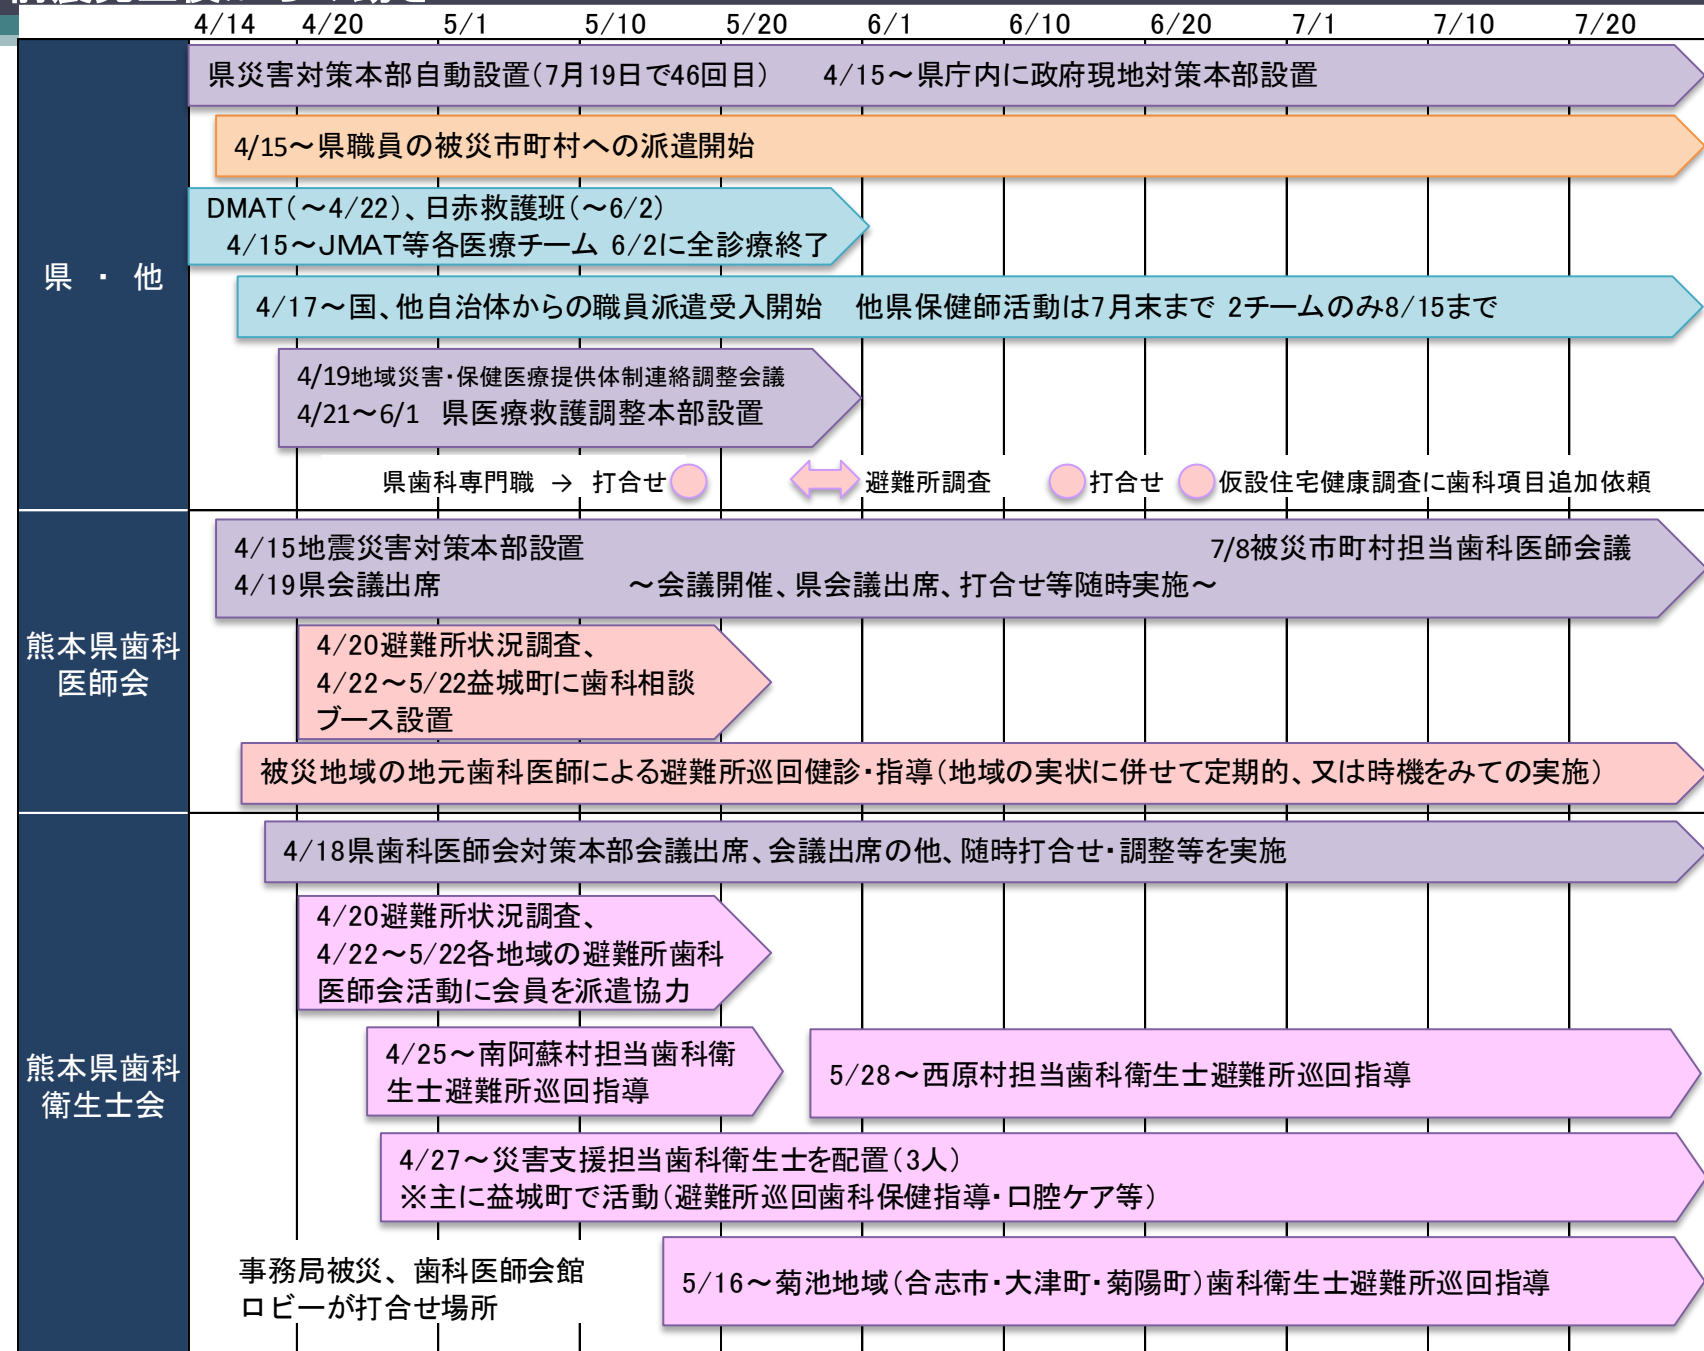 4/14 4/20 5/1 5/10 5/20 6/1 6/10 6/20 7/1 7/10 7/20
県・他
県災害対策本部自動設置(7月19日で46回目) 4/15～県庁内に政府現地対策本部設置
4/15～県職員の被災市町村への派遣開始
DMAT(～4/22)、日赤救護班(～6/2)
4/15～JMAT等各医療チーム 6/2に全診療終了
4/17～国、他自治体からの職員派遣受入開始 他県保健師活動は7月末まで 2チームのみ8/15まで
4/19地域災害・保健医療提供体制連絡調整会議
4/21～6/1 県医療救護調整本部設置
県歯科専門職 → 打合せ 避難所調査 打合せ 仮設住宅健康調査に歯科項目追加依頼
熊本県歯科
医師会
4/15地震災害対策本部設置 7/8被災市町村担当歯科医師会議
4/19県会議出席 ～会議開催、県会議出席、打合せ等随時実施～
4/20避難所状況調査、
4/22～5/22益城町に歯科相談
ブース設置
被災地域の地元歯科医師による避難所巡回健診・指導(地域の実状に併せて定期的、又は時機をみての実施)
熊本県歯科
衛生士会
4/18県歯科医師会対策本部会議出席、会議出席の他、随時打合せ・調整等を実施
4/20避難所状況調査、
4/22～5/22各地域の避難所歯科
医師会活動に会員を派遣協力
4/25～南阿蘇村担当歯科衛
生士避難所巡回指導
5/28～西原村担当歯科衛生士避難所巡回指導
4/27～災害支援担当歯科衛生士を配置(3人)
※主に益城町で活動(避難所巡回歯科保健指導・口腔ケア等)
事務局被災、歯科医師会館
ロビーが打合せ場所
5/16～菊池地域(合志市・大津町・菊陽町)歯科衛生士避難所巡回指導